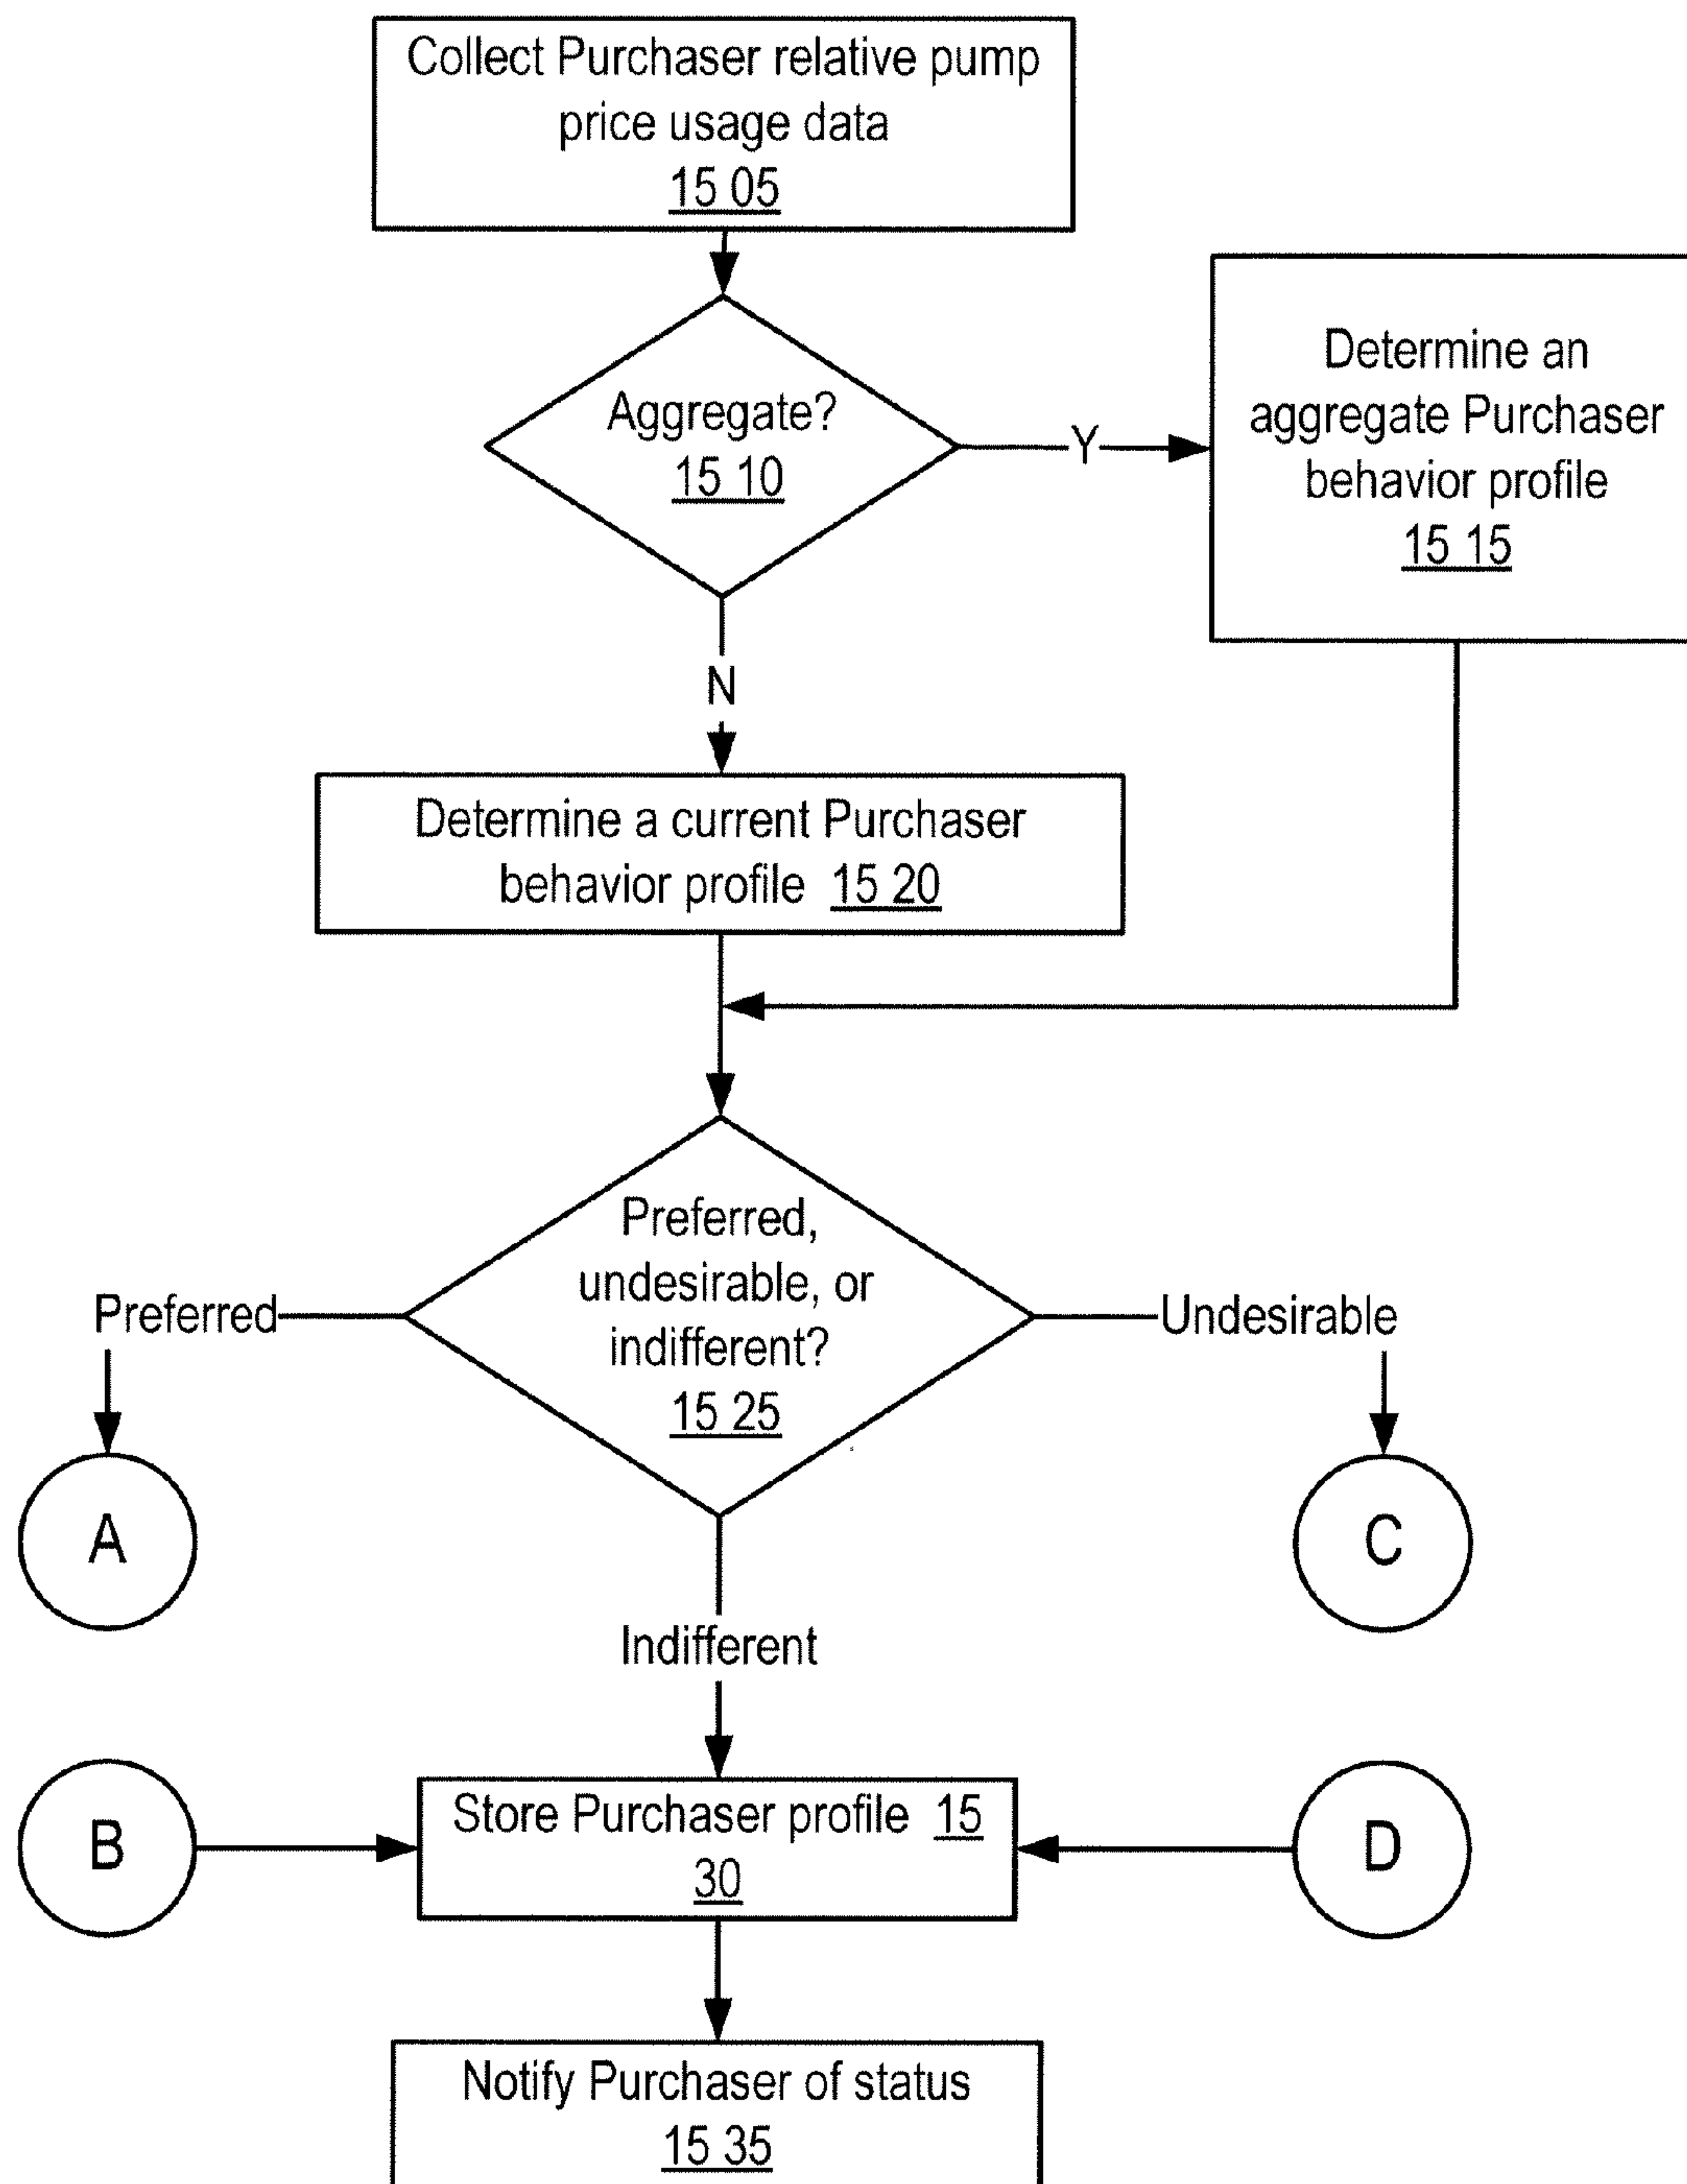 Collect Purchaser relative pump
price usage data
15 05
Aggregate?
15 10
Y
Determine an
aggregate Purchaser
behavior profile
15 15
N
Determine a current Purchaser
behavior profile 15 20
Preferred,
undesirable, or
indifferent?
15 25
Preferred
Undesirable
A
C
Indifferent
B
Store Purchaser profile 15
30
D
Notify Purchaser of status
15 35